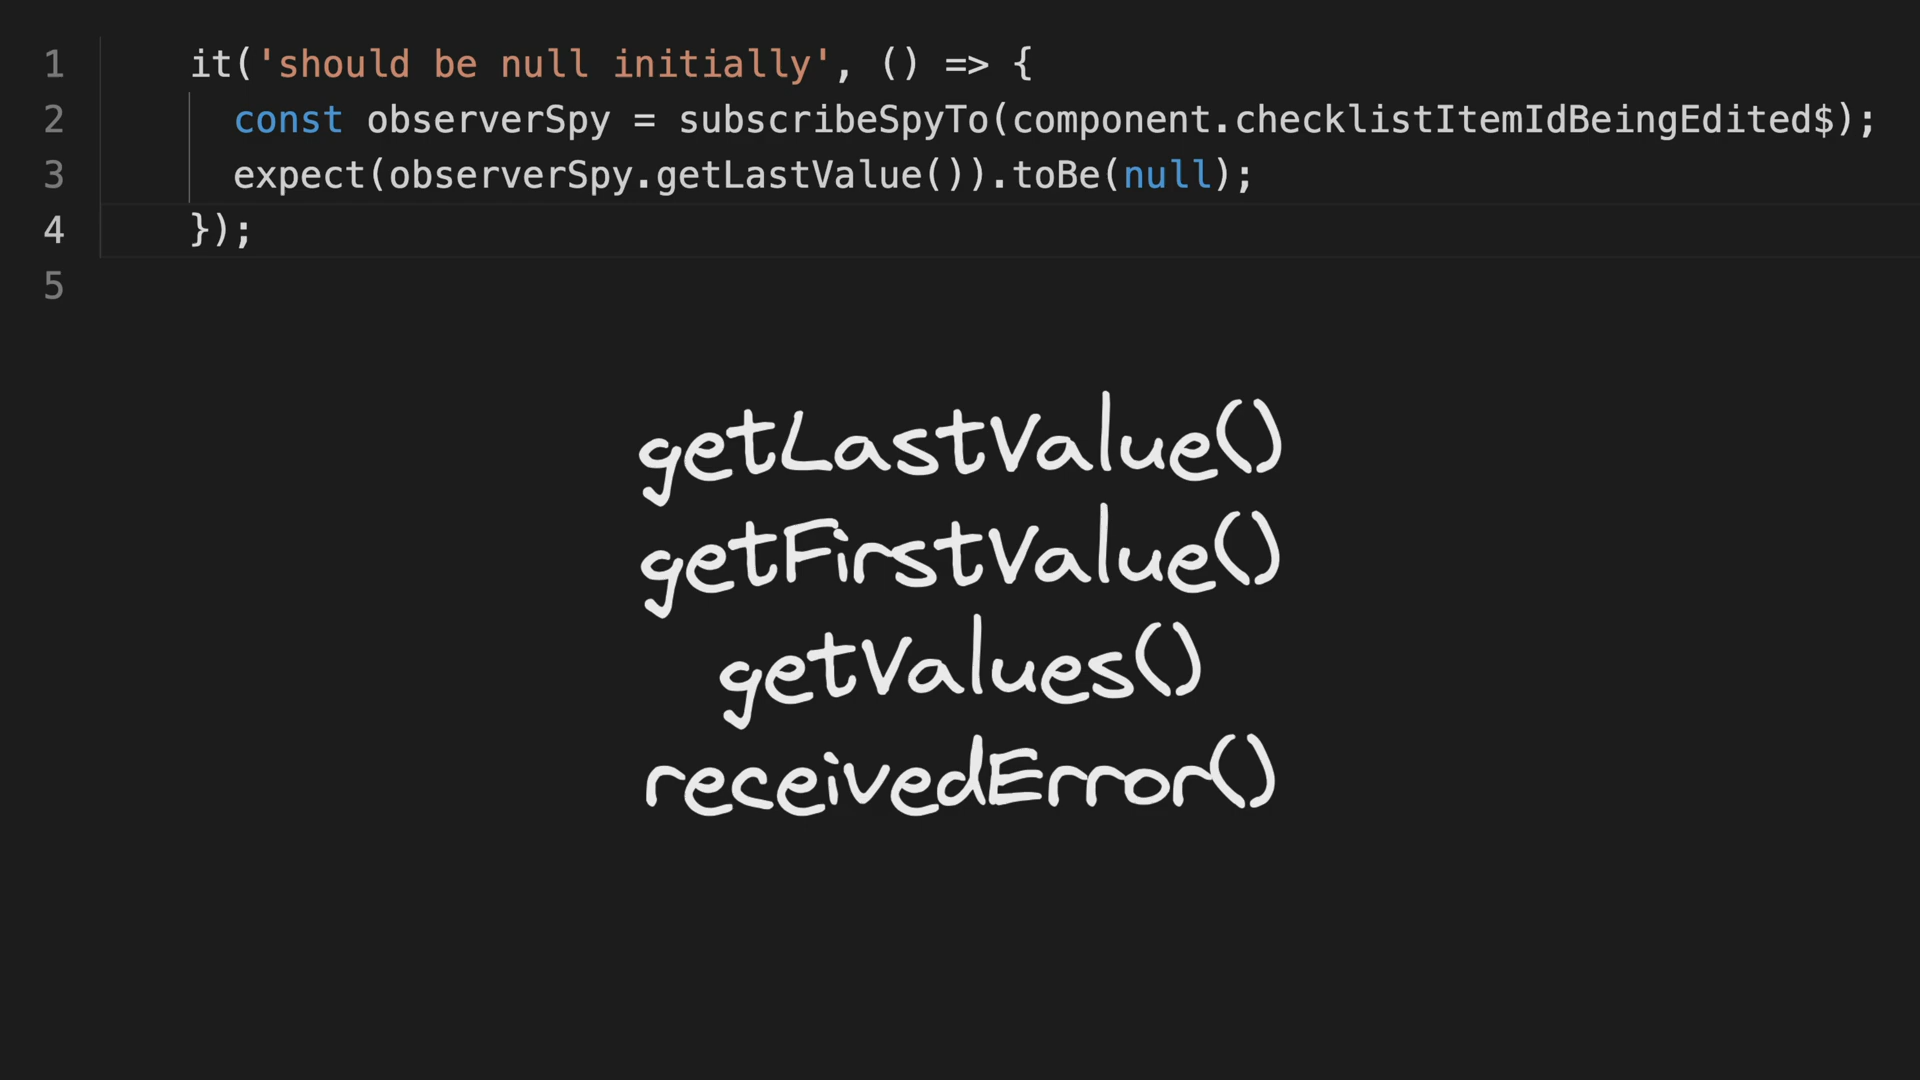 1 it('should be null initially', () => {
2 const observerSpy = subscribeSpyTo(component.checklistItemIdBeingEdited$);
3 expect(observerSpy.getLastValue()).toBe(null);
4 });
5
getLastValue()
getFirstValue()
getValues()
receivedError()